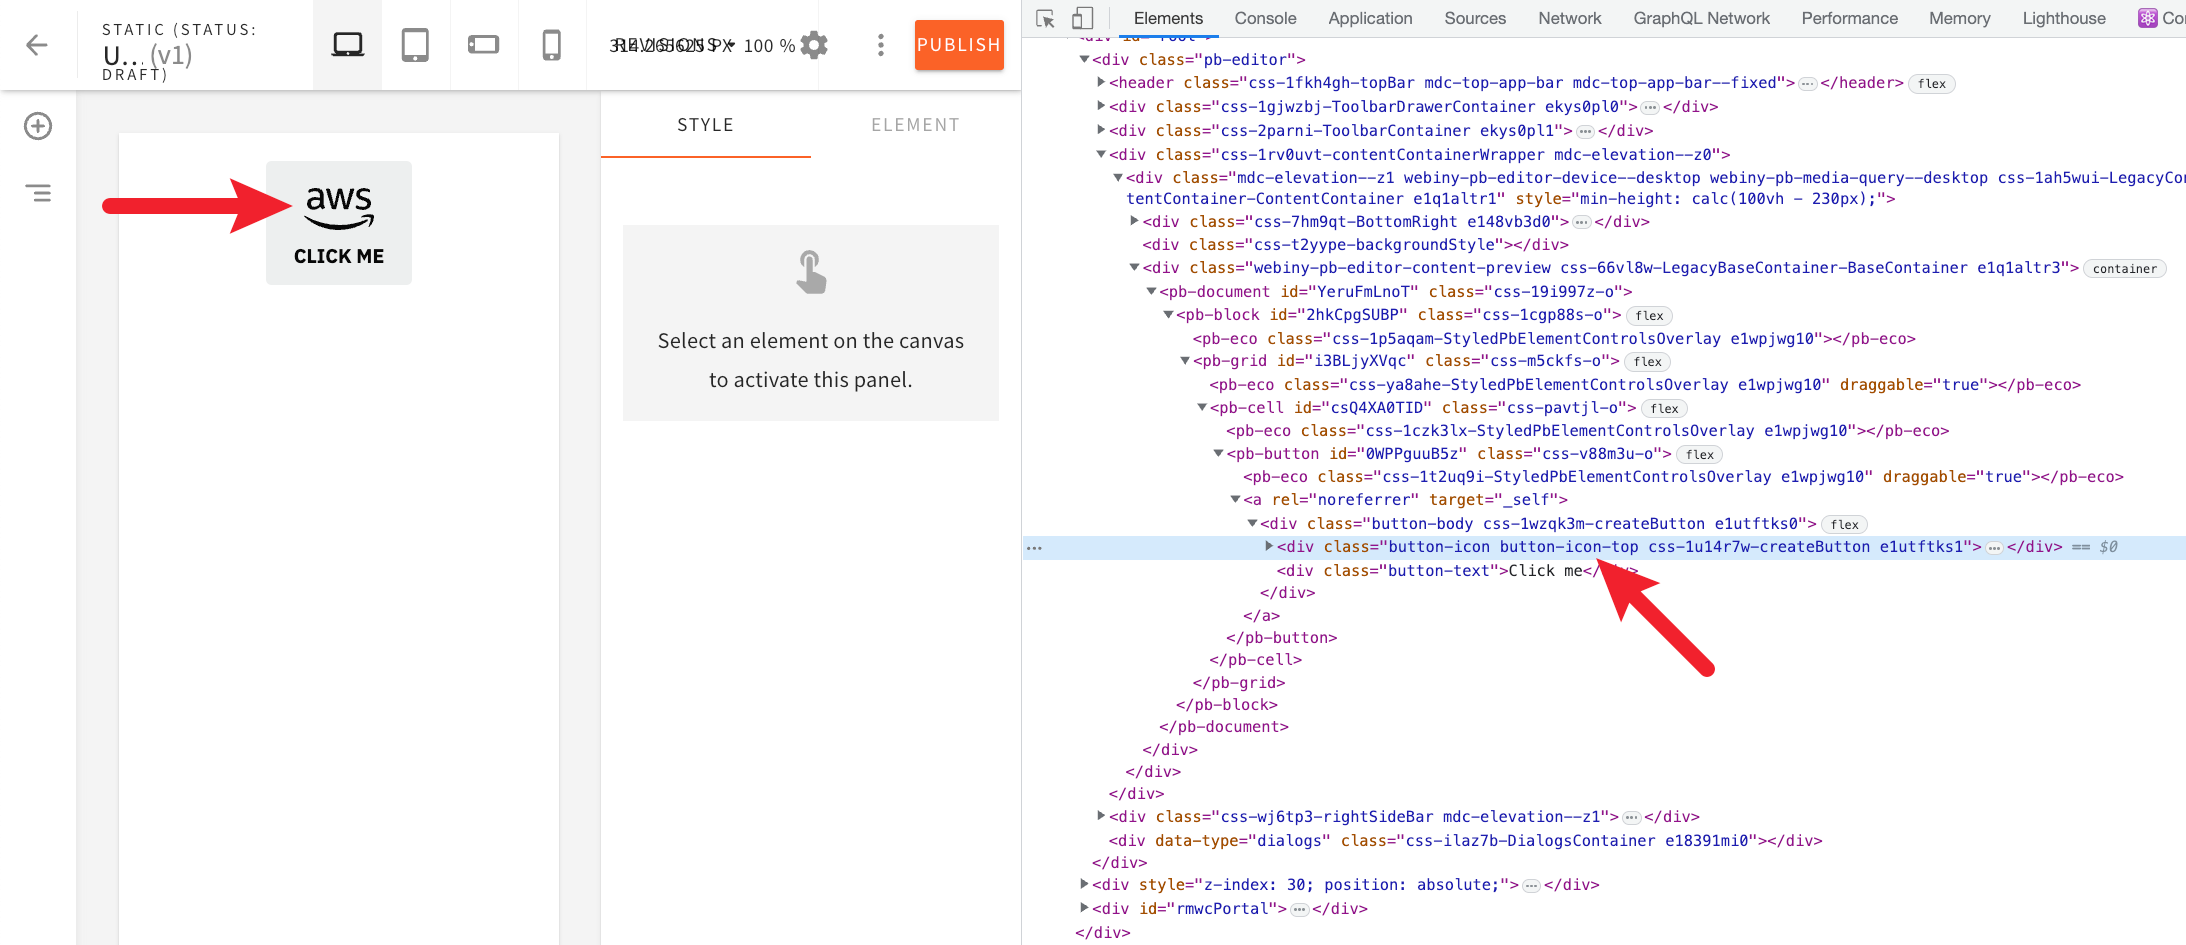 STATIC (STATUS:
U... (v1)
DRAFT)
100 %
PUBLISH
STYLE
ELEMENT
aws
CLICK ME
Select an element on the canvas
to activate this panel.
Elements
Console
Application
Sources
Network
GraphQL Network
Performance
Memory
Lighthouse
<div class="pb-editor">
<header class="css-1fkh4gh-topBar mdc-top-app-bar mdc-top-app-bar--fixed">…</header> flex
<div class="css-1gjwzbj-ToolbarDrawerContainer ekys0pl0">…</div>
<div class="css-2parni-ToolbarContainer ekys0pl1">…</div>
<div class="css-1rv0uvt-contentContainerWrapper mdc-elevation--z0">
<div class="mdc-elevation--z1 webiny-pb-editor-device--desktop webiny-pb-media-query--desktop css-1ah5wui-LegacyCon
tentContainer-ContentContainer e1q1altr1" style="min-height: calc(100vh - 230px);">
<div class="css-7hm9qt-BottomRight e148vb3d0">…</div>
<div class="css-t2yype-backgroundStyle"></div>
<div class="webiny-pb-editor-content-preview css-66vl8w-LegacyBaseContainer-BaseContainer e1q1altr3"> container
<pb-document id="YeruFmLnoT" class="css-19i997z-o">
<pb-block id="2hkCpgSUBP" class="css-1cgp88s-o"> flex
<pb-eco class="css-1p5aqam-StyledPbElementControlsOverlay e1wpjwg10"></pb-eco>
<pb-grid id="i3BLjyXVqc" class="css-m5ckfs-o"> flex
<pb-eco class="css-ya8ahe-StyledPbElementControlsOverlay e1wpjwg10" draggable="true"></pb-eco>
<pb-cell id="csQ4XA0TID" class="css-pavtjl-o"> flex
<pb-eco class="css-1czk3lx-StyledPbElementControlsOverlay e1wpjwg10"></pb-eco>
<pb-button id="0WPPguuB5z" class="css-v88m3u-o"> flex
<pb-eco class="css-1t2uq9i-StyledPbElementControlsOverlay e1wpjwg10" draggable="true"></pb-eco>
<a rel="noreferrer" target="_self">
<div class="button-body css-1wzqk3m-createButton e1utftks0"> flex
<div class="button-icon button-icon-top css-1u14r7w-createButton e1utftks1">…</div> == $0
<div class="button-text">Click me</div>
</div>
</a>
</pb-button>
</pb-cell>
</pb-grid>
</pb-block>
</pb-document>
</div>
</div>
</div>
<div class="css-wj6tp3-rightSideBar mdc-elevation--z1">…</div>
<div data-type="dialogs" class="css-ilaz7b-DialogsContainer e18391mi0"></div>
</div>
<div style="z-index: 30; position: absolute;">…</div>
<div id="rmwcPortal">…</div>
</div>